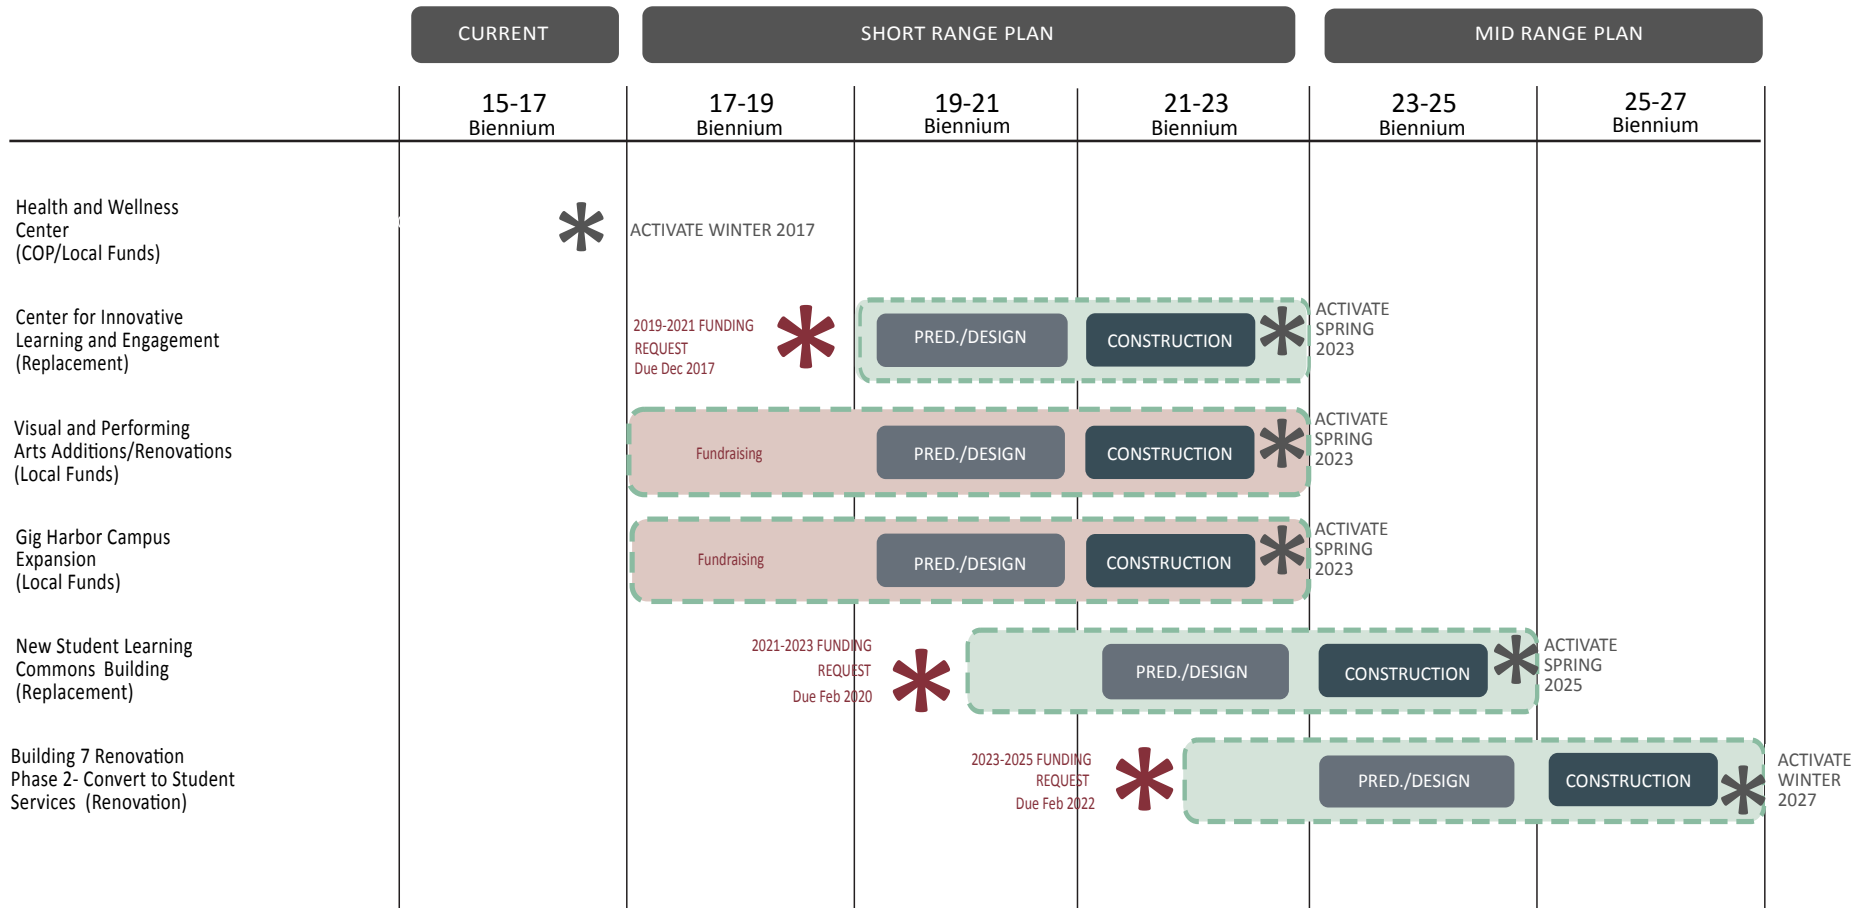 CURRENT
SHORT RANGE PLAN
MID RANGE PLAN
15-17
Biennium
17-19
Biennium
19-21
Biennium
21-23
Biennium
23-25
Biennium
25-27
Biennium
Health and Wellness
Center
(COP/Local Funds)
ACTIVATE WINTER 2017
Center for Innovative
Learning and Engagement
(Replacement)
2019-2021 FUNDING
REQUEST
Due Dec 2017
PRED./DESIGN
CONSTRUCTION
ACTIVATE
SPRING
2023
Visual and Performing
Arts Additions/Renovations
(Local Funds)
Fundraising
PRED./DESIGN
CONSTRUCTION
ACTIVATE
SPRING
2023
Gig Harbor Campus
Expansion
(Local Funds)
Fundraising
PRED./DESIGN
CONSTRUCTION
ACTIVATE
SPRING
2023
New Student Learning
Commons Building
(Replacement)
2021-2023 FUNDING
REQUEST
Due Feb 2020
PRED./DESIGN
CONSTRUCTION
ACTIVATE
SPRING
2025
Building 7 Renovation
Phase 2- Convert to Student
Services (Renovation)
2023-2025 FUNDING
REQUEST
Due Feb 2022
PRED./DESIGN
CONSTRUCTION
ACTIVATE
WINTER
2027